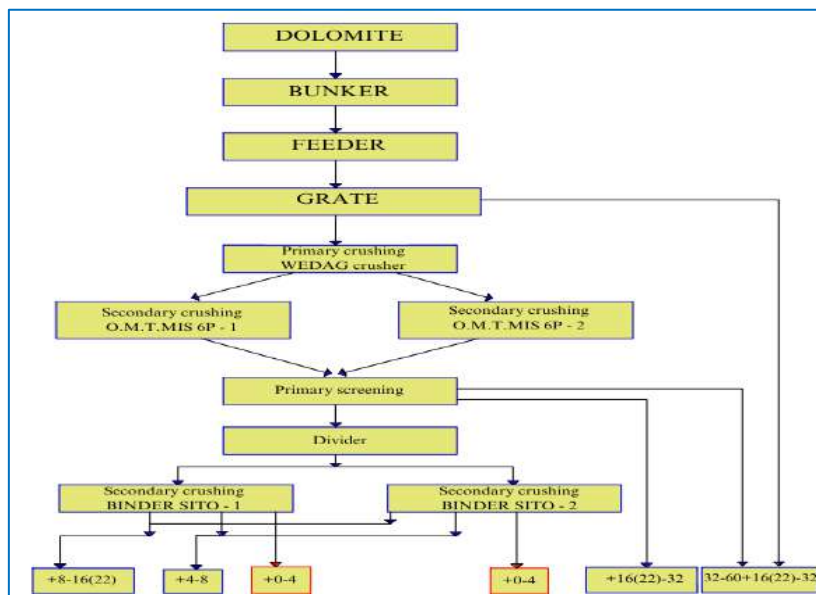 DOLOMITE
BUNKER
FEEDER
GRATE
Primary crushing
WEDAG crusher
Secondary crushing
O.M.T.MIS 6P - 1
Secondary crushing
O.M.T.MIS 6P - 2
Primary screening
Divider
Secondary crushing
BINDER SITO - 1
Secondary crushing
BINDER SITO - 2
+8-16(22)
+4-8
+0-4
+0-4
+16(22)-32
32-60+16(22)-32